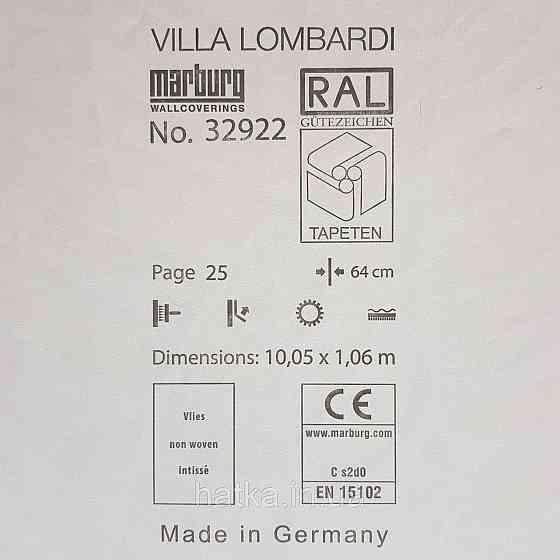 VILLA LOMBARDI
marburg
WALLCOVERINGS
No. 32922
RAL
GÜTEZEICHEN
TAPETEN
Page 25
64 cm
Dimensions: 10,05 x 1,06 m
Vlies
non woven
intissé
CE
www.marburg.com
C s2d0
EN 15102
hatka.in.ua
Made in Germany